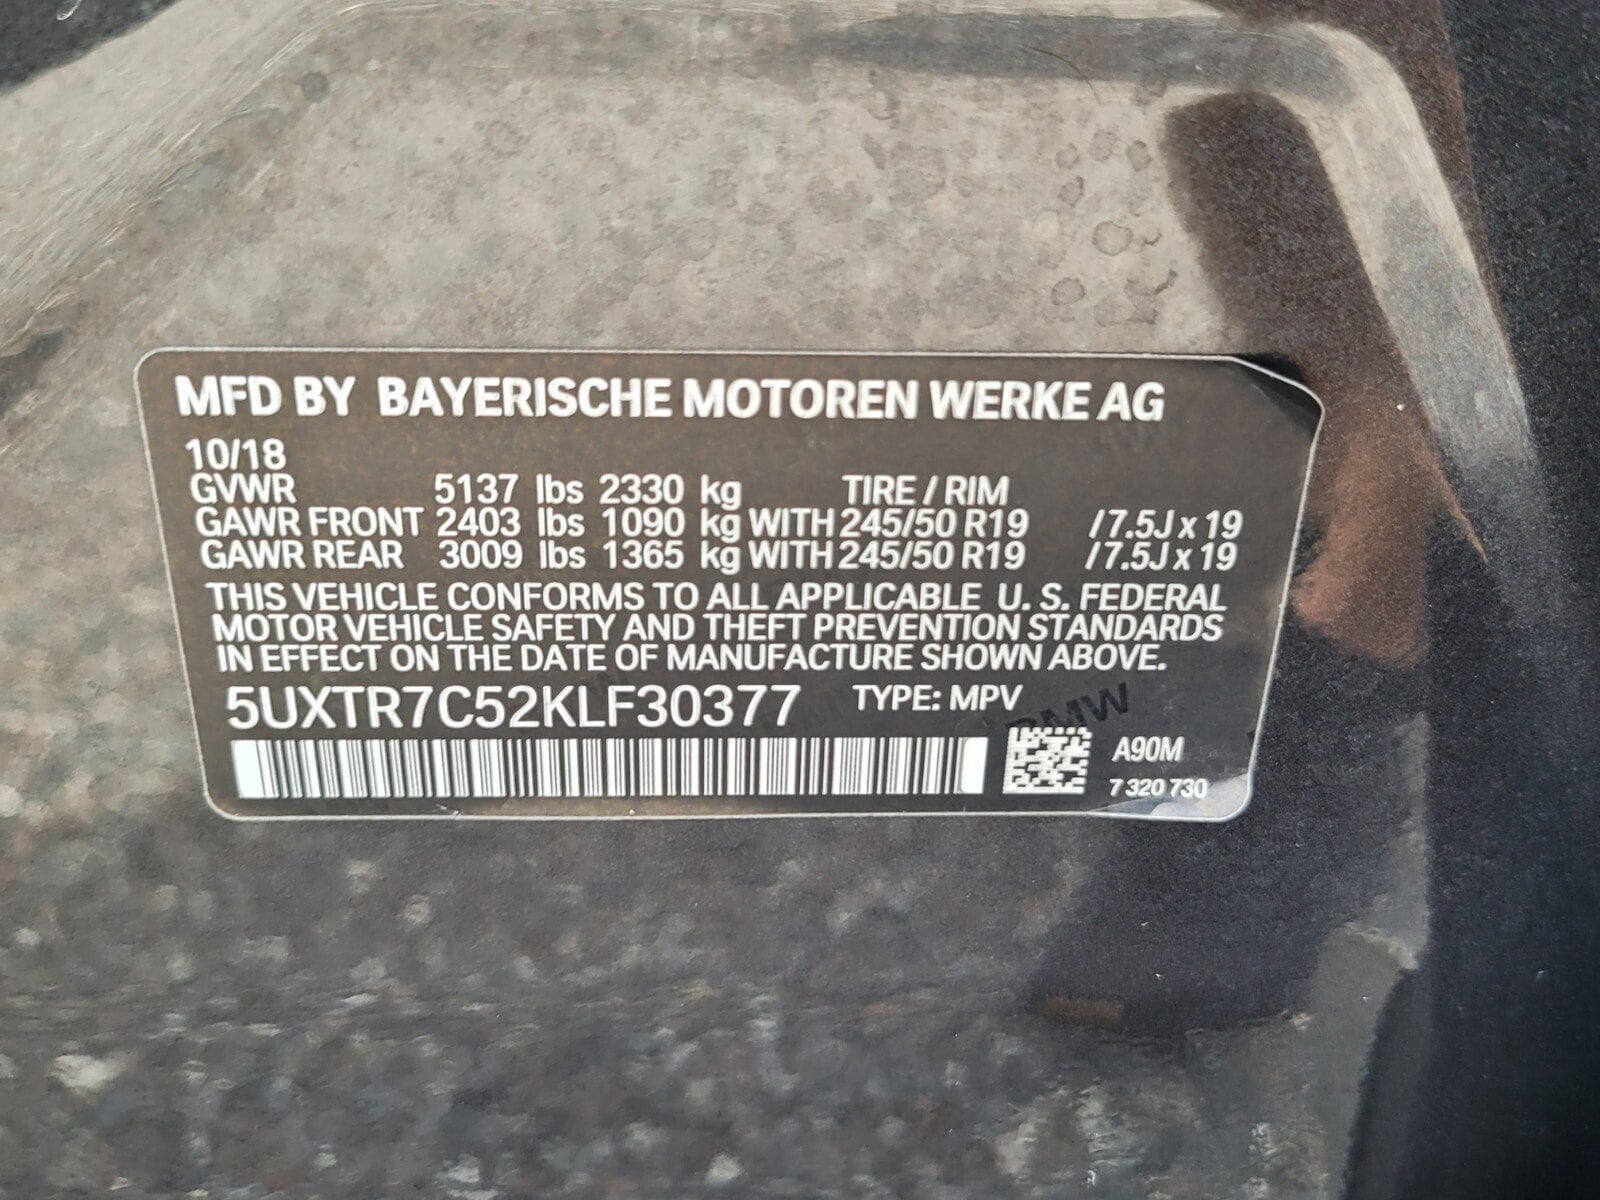 MFD BY BAYERISCHE MOTOREN WERKE AG
10/18
GVWR 5137 lbs 2330 kg TIRE / RIM
GAWR FRONT 2403 lbs 1090 kg WITH 245/50 R19 / 7.5J x 19
GAWR REAR 3009 lbs 1365 kg WITH 245/50 R19 / 7.5J x 19
THIS VEHICLE CONFORMS TO ALL APPLICABLE U. S. FEDERAL
MOTOR VEHICLE SAFETY AND THEFT PREVENTION STANDARDS
IN EFFECT ON THE DATE OF MANUFACTURE SHOWN ABOVE.
5UXTR7C52KLF30377 TYPE: MPV
BMW
A90M
7 320 730